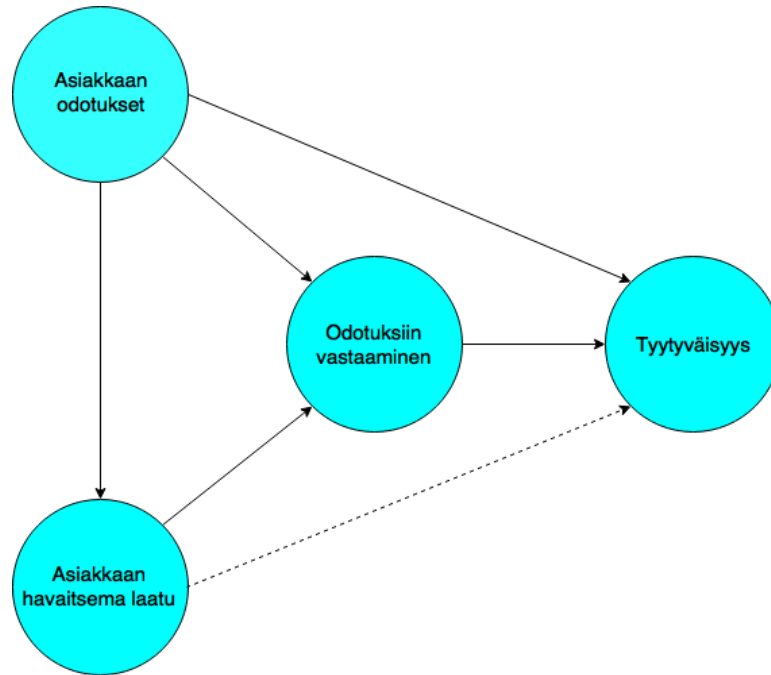 Asiakkaan
odotukset
Odotuksiin
vastaaminen
Tyytyväisyys
Asiakkaan
havaitsema laatu